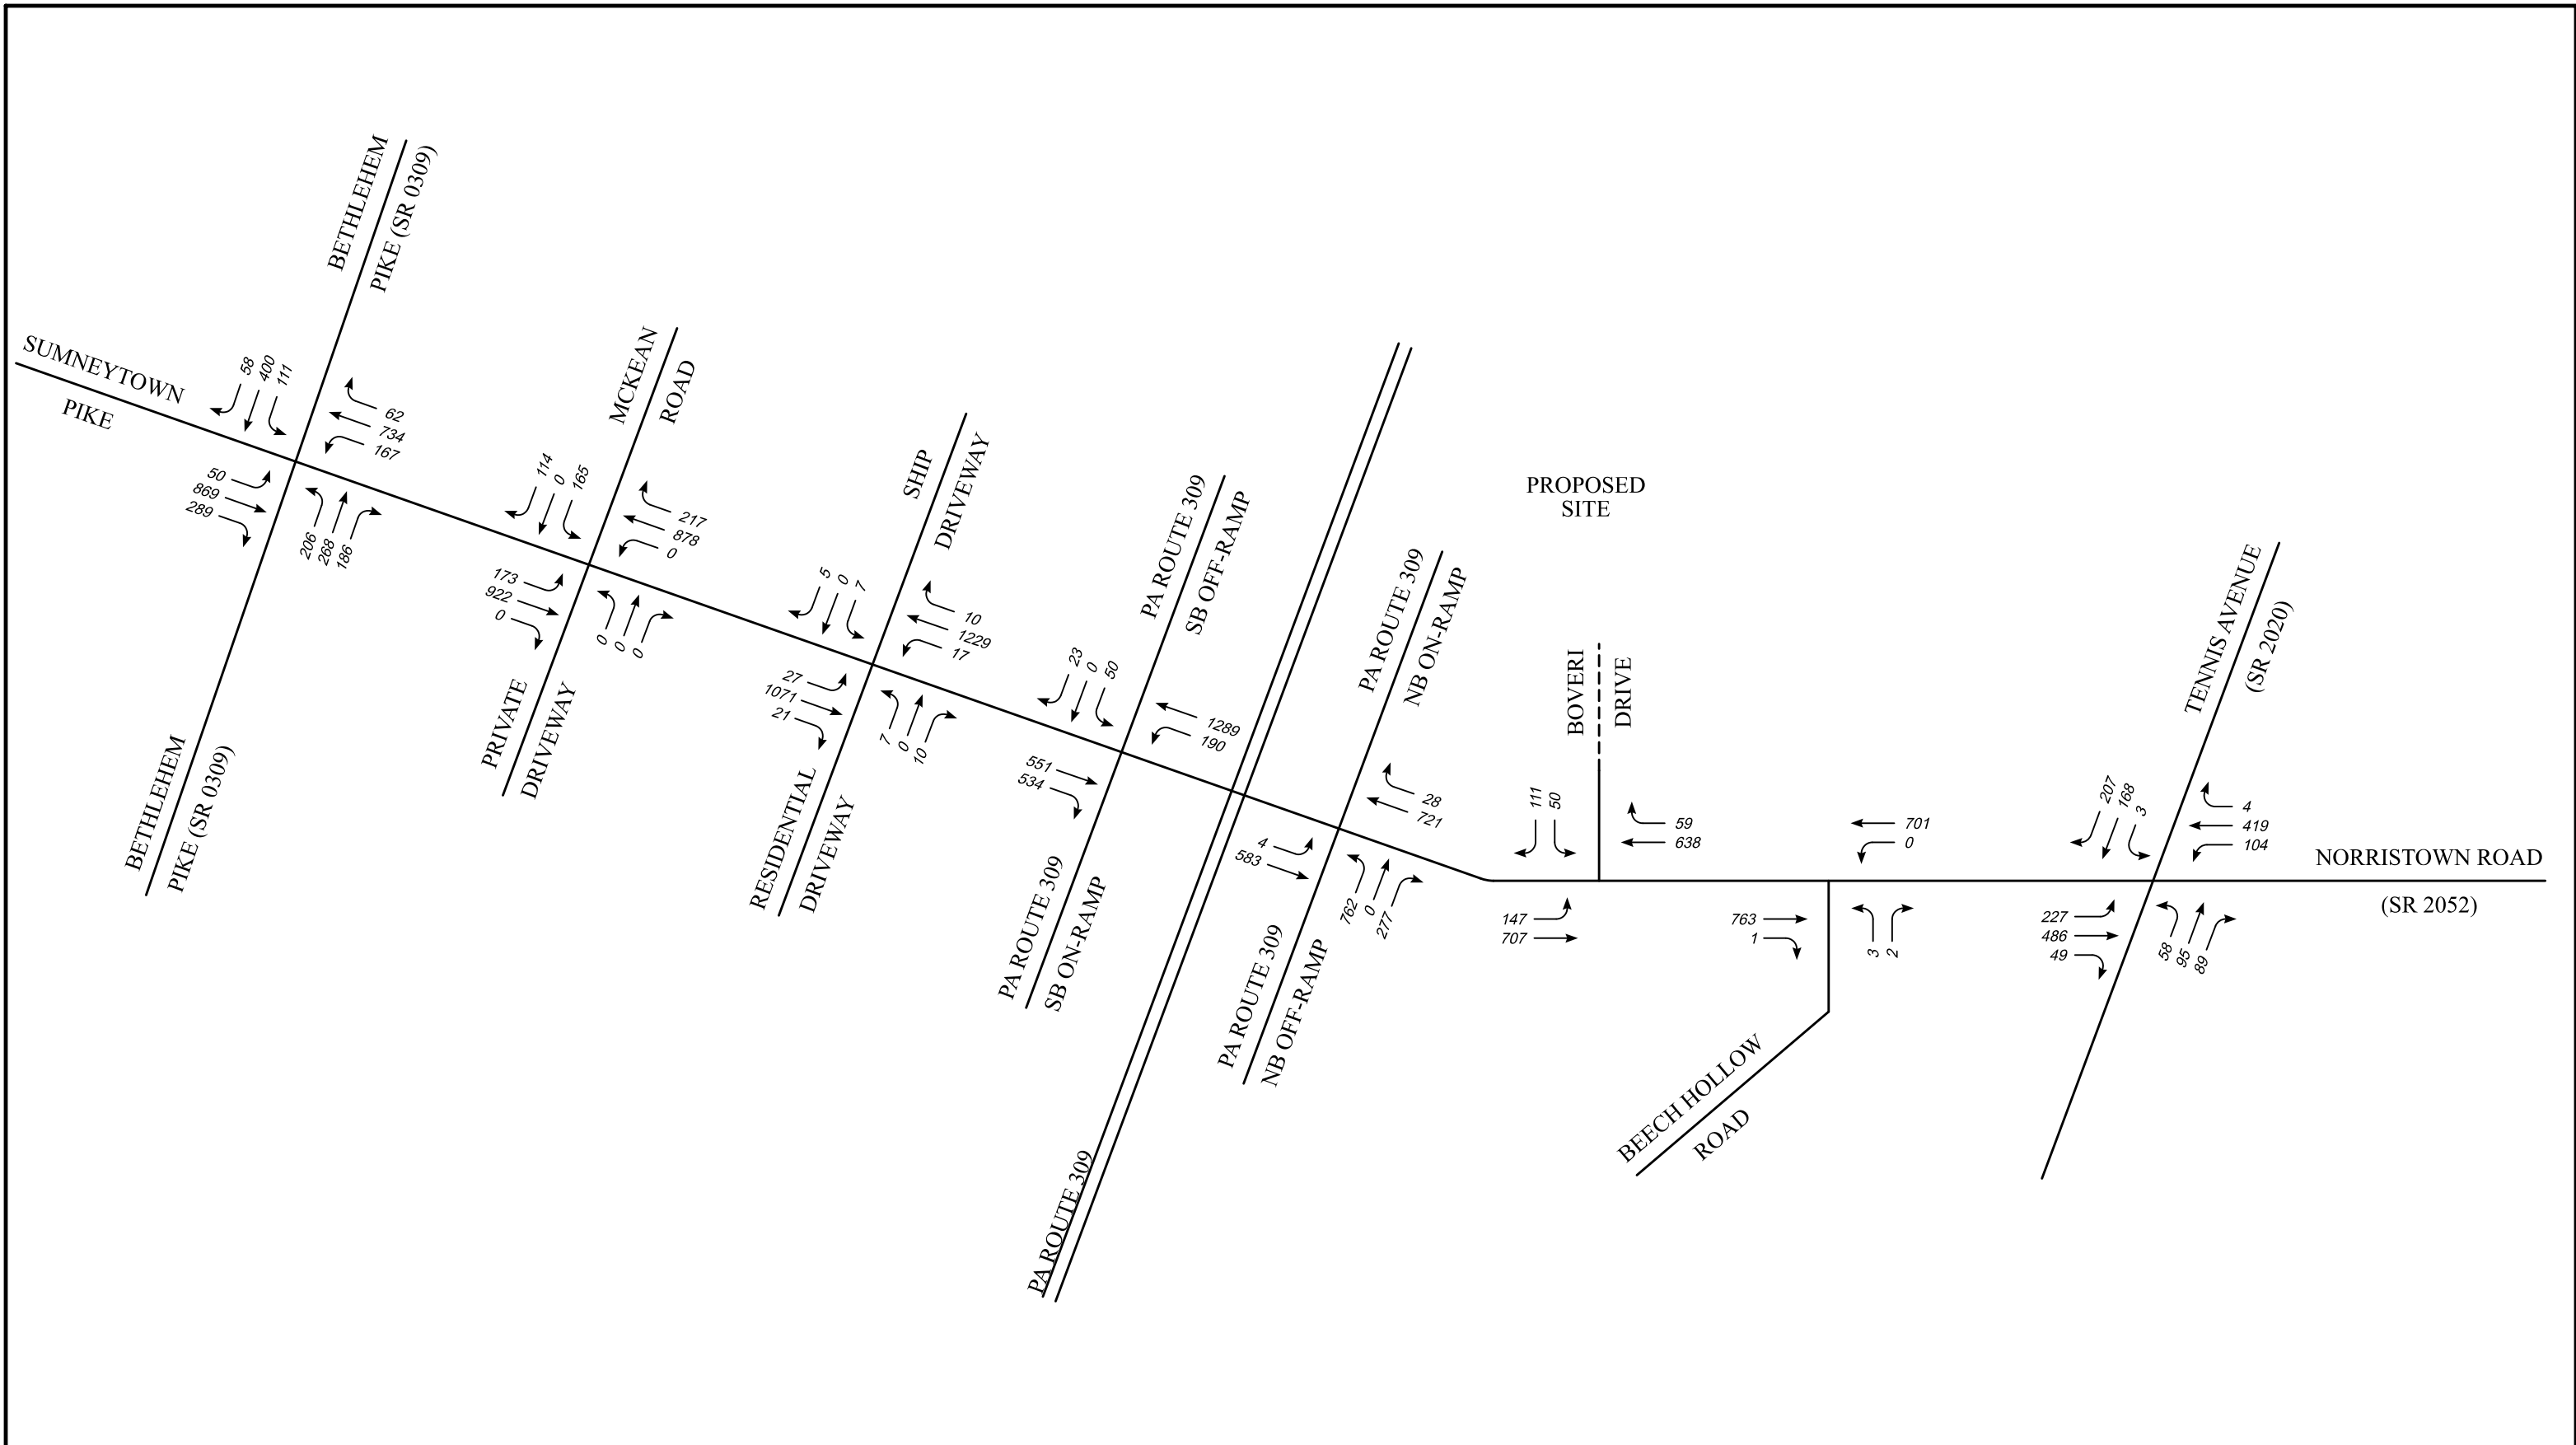 BETHLEHEM
PIKE (SR 0309)
SUMNEYTOWN
PIKE
58
400
111
62
734
167
50
869
289
206
268
186
BETHLEHEM
PIKE (SR 0309)
MCKEAN
ROAD
114
0
165
217
878
0
173
922
0
0
0
0
PRIVATE
DRIVEWAY
SHIP
DRIVEWAY
5
0
7
10
1229
17
27
1071
21
7
0
10
RESIDENTIAL
DRIVEWAY
PA ROUTE 309
SB OFF-RAMP
23
0
50
1289
190
551
534
PA ROUTE 309
SB ON-RAMP
PA ROUTE 309
PA ROUTE 309
NB ON-RAMP
28
721
4
583
762
0
277
PA ROUTE 309
NB OFF-RAMP
PROPOSED
SITE
BOVERI
DRIVE
111
50
59
638
147
707
701
0
763
1
3
2
BEECH HOLLOW
ROAD
TENNIS AVENUE
(SR 2020)
207
168
3
4
419
104
227
486
49
58
95
89
NORRISTOWN ROAD
(SR 2052)